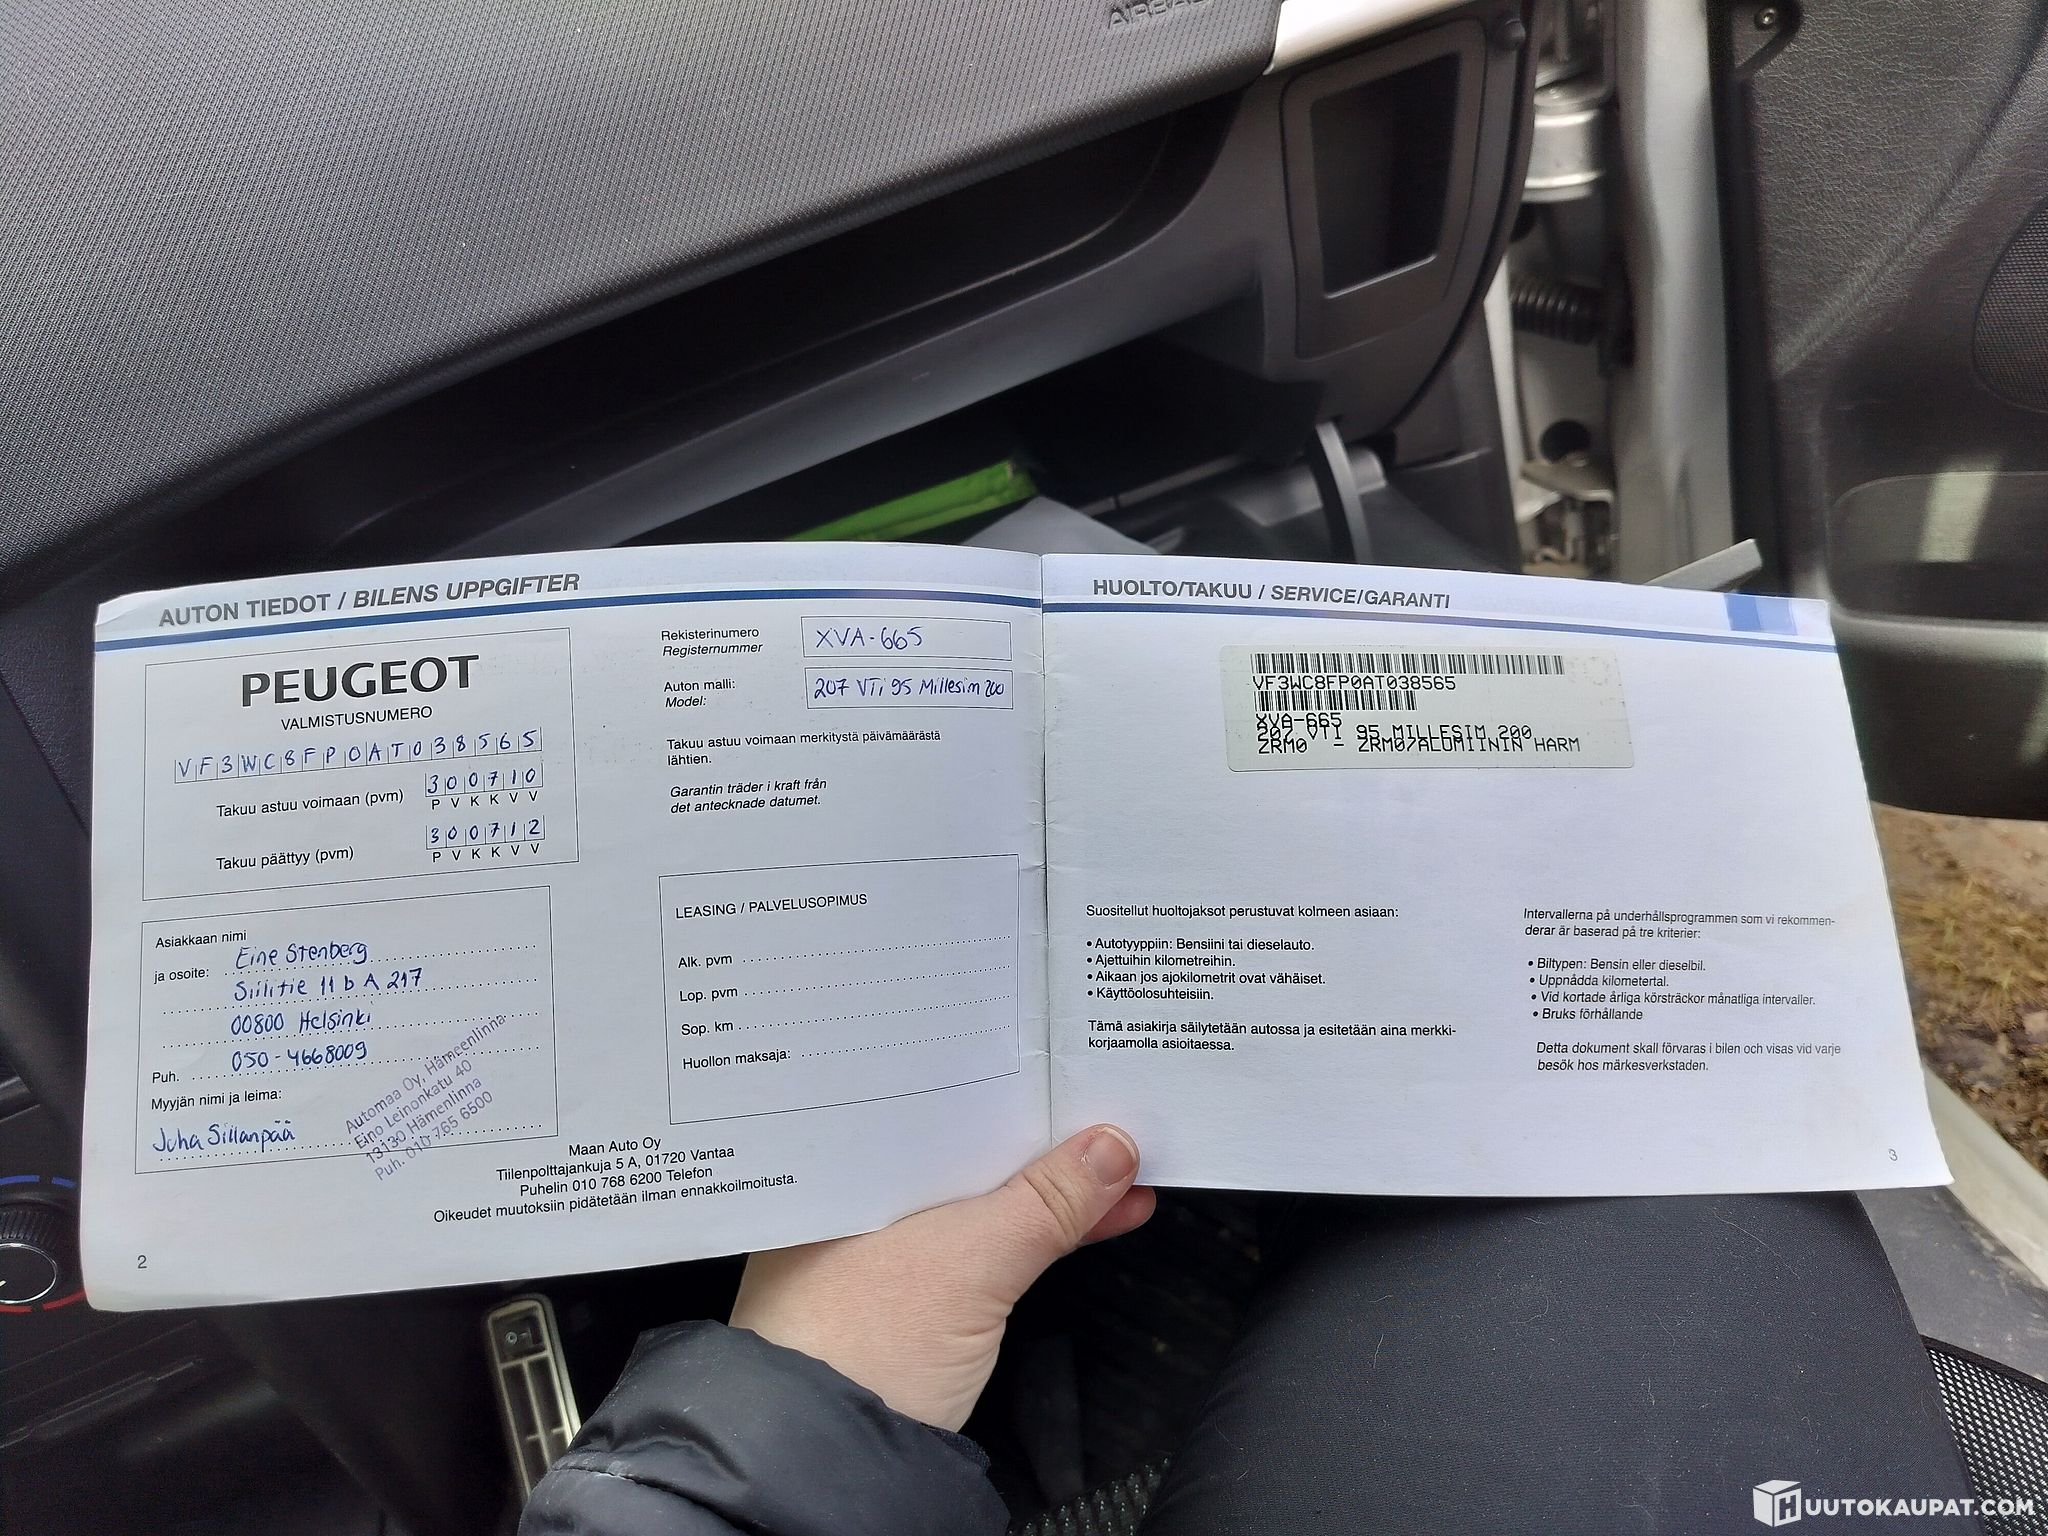 AIRBAG
AUTON TIEDOT / BILENS UPPGIFTER
PEUGEOT
VALMISTUSNUMERO
VF3WC8FP0AT038565
Takuu astuu voimaan (pvm) 300710
P V K K V V
Takuu päättyy (pvm) 300712
P V K K V V
Rekisterinumero
Registernummer
XVA-665
Auton malli:
Model:
207 VTi 95 Millesim 200
Takuu astuu voimaan merkitystä päivämäärästä
lähtien.
Garantin träder i kraft från
det antecknade datumet.
Asiakkaan nimi
ja osoite: Eine Stenberg
Siilitie 11 b A 217
00800 Helsinki
Puh. 050-4668009
Myyjän nimi ja leima:
Juha Sillanpää
Automaa Oy, Hämeenlinna
Eino Leinonkatu 40
13130 Hämenlinna
Puh. 010 765 6500
LEASING / PALVELUSOPIMUS
Alk. pvm
Lop. pvm
Sop. km
Huollon maksaja:
Maan Auto Oy
Tiilenpolttajankuja 5 A, 01720 Vantaa
Puhelin 010 768 6200 Telefon
Oikeudet muutoksiin pidätetään ilman ennakkoilmoitusta.
2
HUOLTO/TAKUU / SERVICE/GARANTI
VF3WC8FP0AT038565
XVA-665
207 VTI 95 MILLESIM 200
ZRM0 - ZRM0/ALUMIININ HARM
Suositellut huoltojaksot perustuvat kolmeen asiaan:
• Autotyyppiin: Bensiini tai dieselauto.
• Ajettuihin kilometreihin.
• Aikaan jos ajokilometrit ovat vähäiset.
• Käyttöolosuhteisiin.
Tämä asiakirja säilytetään autossa ja esitetään aina merkki-
korjaamolla asioitaessa.
Intervallerna på underhållsprogrammen som vi rekommen-
derar är baserad på tre kriterier:
• Biltypen: Bensin eller dieselbil.
• Uppnådda kilometertal.
• Vid kortade årliga körsträckor månatliga intervaller.
• Bruks förhållande
Detta dokument skall förvaras i bilen och visas vid varje
besök hos märkesverkstaden.
3
HUUTOKAUPAT.COM